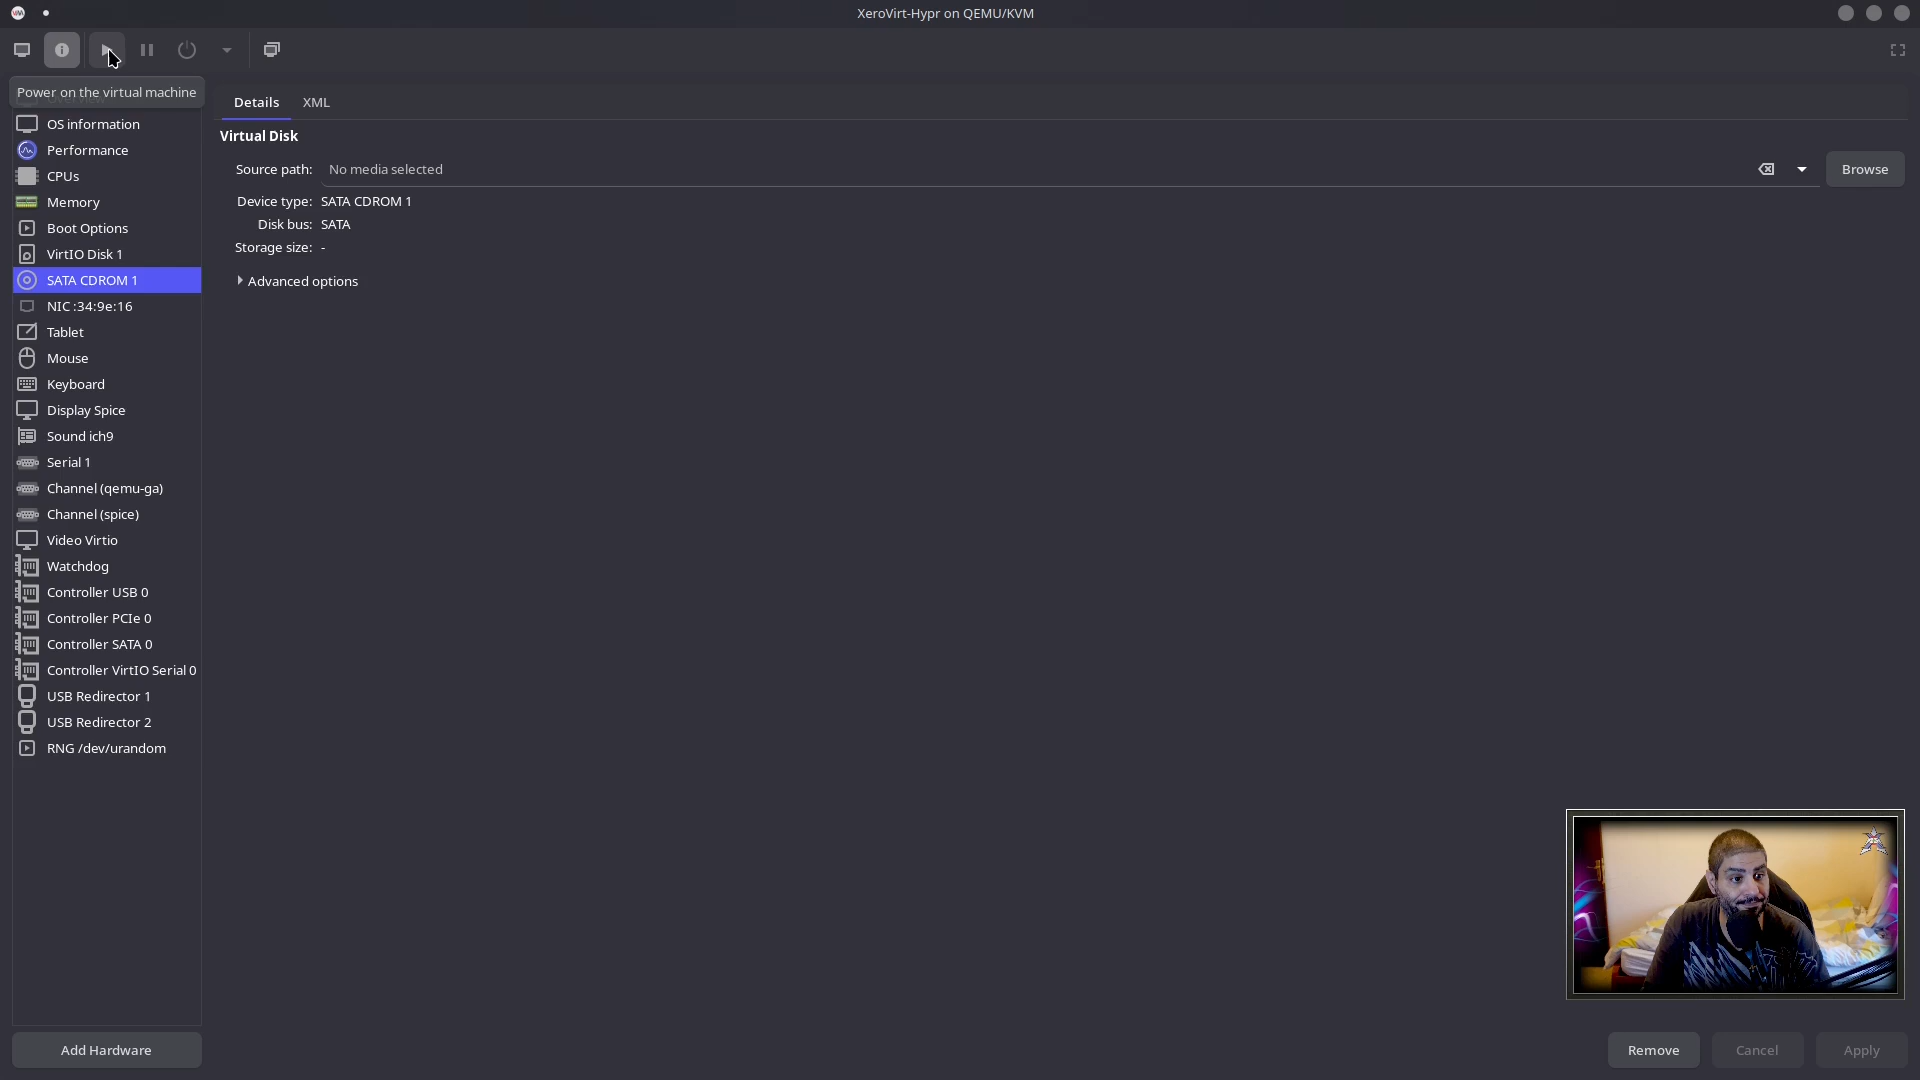 XeroVirt-Hypr on QEMU/KVM
Power on the virtual machine
OS information
Performance
CPUs
Memory
Boot Options
VirtIO Disk 1
SATA CDROM 1
NIC :34:9e:16
Tablet
Mouse
Keyboard
Display Spice
Sound ich9
Serial 1
Channel (qemu-ga)
Channel (spice)
Video Virtio
Watchdog
Controller USB 0
Controller PCIe 0
Controller SATA 0
Controller VirtIO Serial 0
USB Redirector 1
USB Redirector 2
RNG /dev/urandom
Add Hardware
Details XML
Virtual Disk
Source path: No media selected Browse
Device type: SATA CDROM 1
Disk bus: SATA
Storage size: -
Advanced options
Remove Cancel Apply